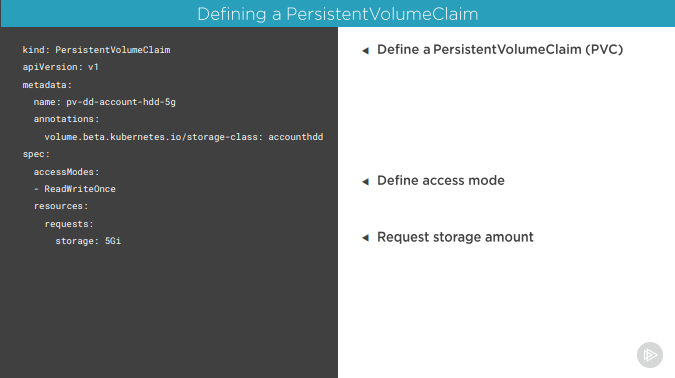 Defining a PersistentVolumeClaim
kind: PersistentVolumeClaim
apiVersion: v1
metadata:
  name: pv-dd-account-hdd-5g
  annotations:
    volume.beta.kubernetes.io/storage-class: accounthdd
spec:
  accessModes:
  - ReadWriteOnce
  resources:
    requests:
      storage: 5Gi
Define a PersistentVolumeClaim (PVC)
Define access mode
Request storage amount